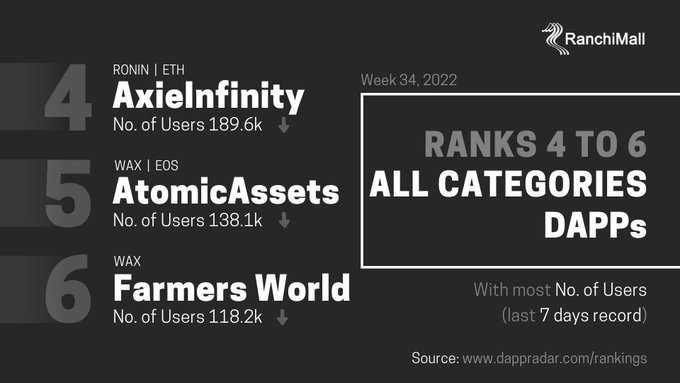 RanchiMall
4
RONIN | ETH
AxieInfinity
No. of Users 189.6k
5
WAX | EOS
AtomicAssets
No. of Users 138.1k
6
WAX
Farmers World
No. of Users 118.2k
Week 34, 2022
RANKS 4 TO 6
ALL CATEGORIES
DAPPs
With most No. of Users
(last 7 days record)
Source: www.dappradar.com/rankings